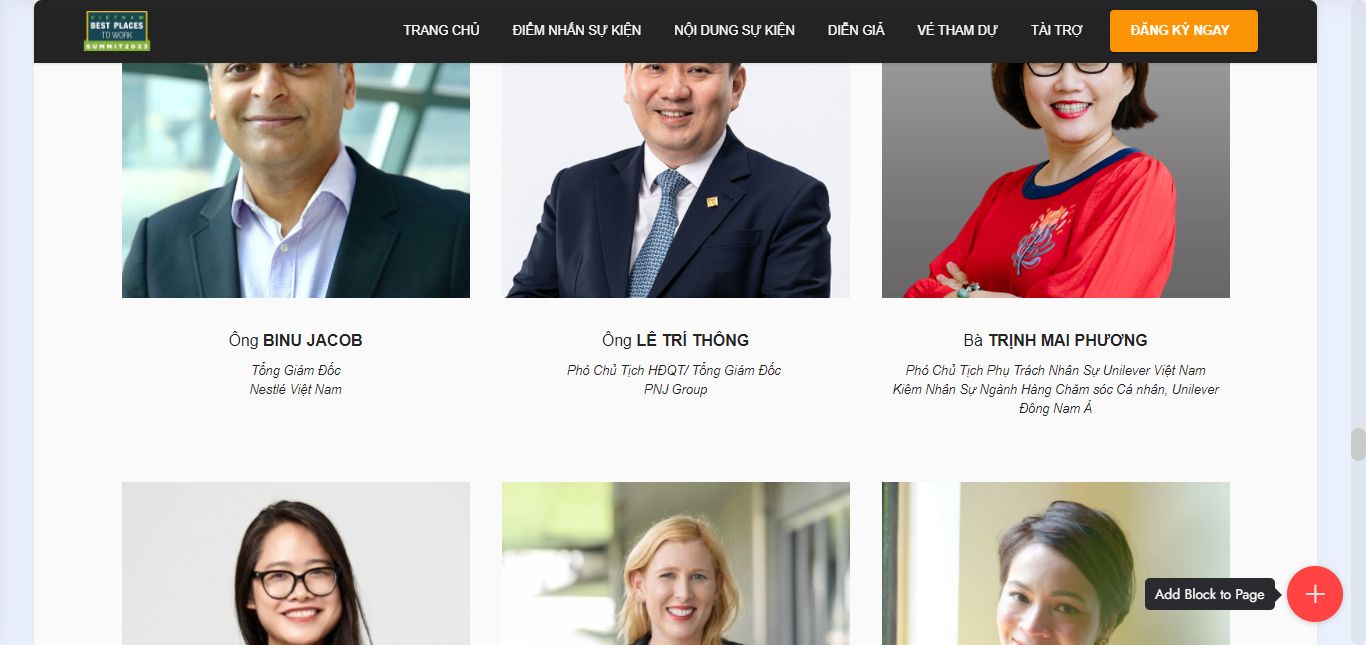 VIETNAM
BEST PLACES
TO WORK
SUMMIT2023
TRANG CHỦ
ĐIỂM NHẤN SỰ KIỆN
NỘI DUNG SỰ KIỆN
DIỄN GIẢ
VÉ THAM DỰ
TÀI TRỢ
ĐĂNG KÝ NGAY
Ông BINU JACOB
Tổng Giám Đốc
Nestlé Việt Nam
Ông LÊ TRÍ THÔNG
Phó Chủ Tịch HĐQT/ Tổng Giám Đốc
PNJ Group
Bà TRỊNH MAI PHƯƠNG
Phó Chủ Tịch Phụ Trách Nhân Sự Unilever Việt Nam
Kiêm Nhân Sự Ngành Hàng Chăm sóc Cá nhân, Unilever
Đông Nam Á
Add Block to Page